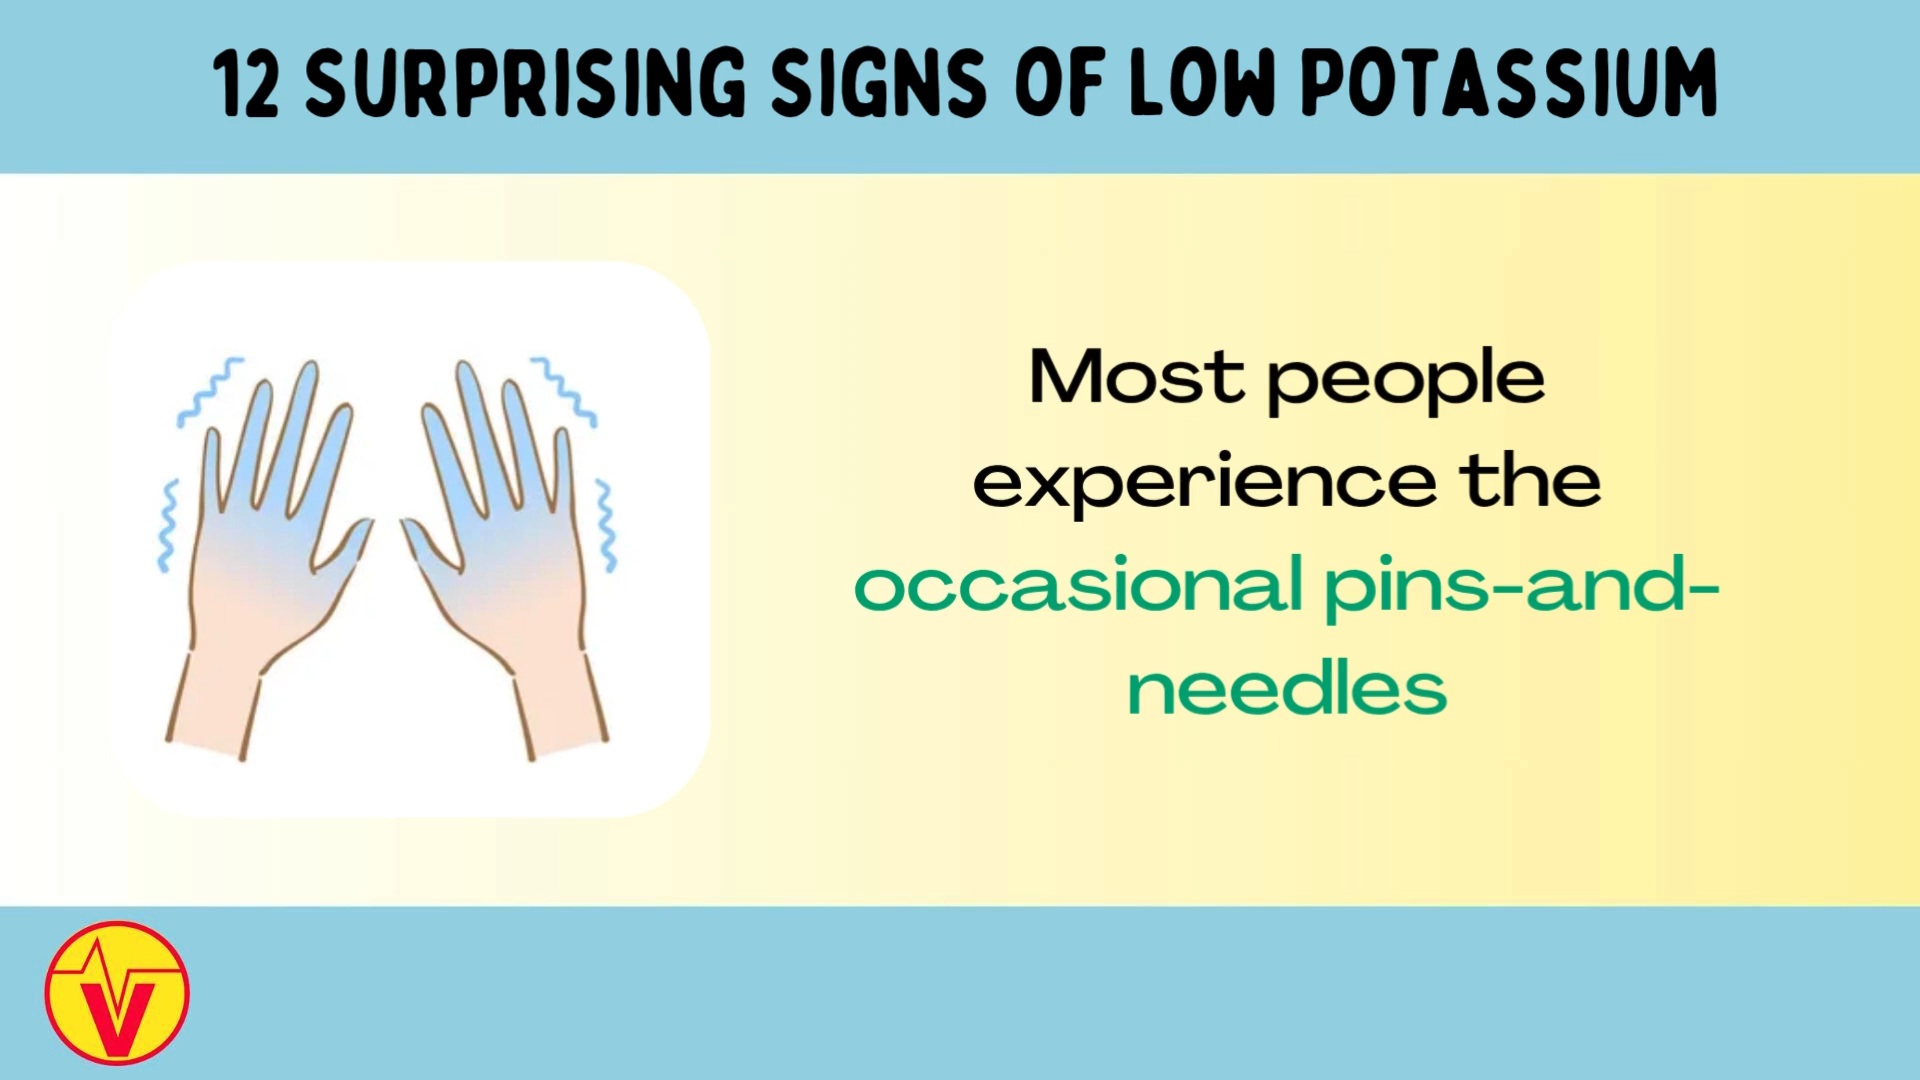 12 SURPRISING SIGNS OF LOW POTASSIUM
Most people
experience the
occasional pins-and-
needles
V